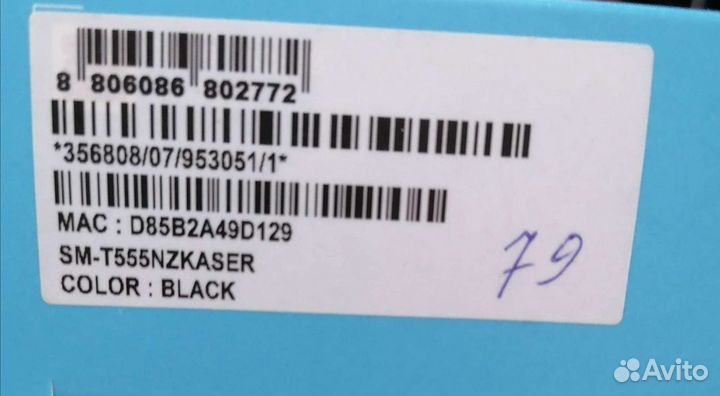 8 806086 802772
*356808/07/953051/1*
MAC : D85B2A49D129
SM-T555NZKASER
COLOR : BLACK
79
Avito